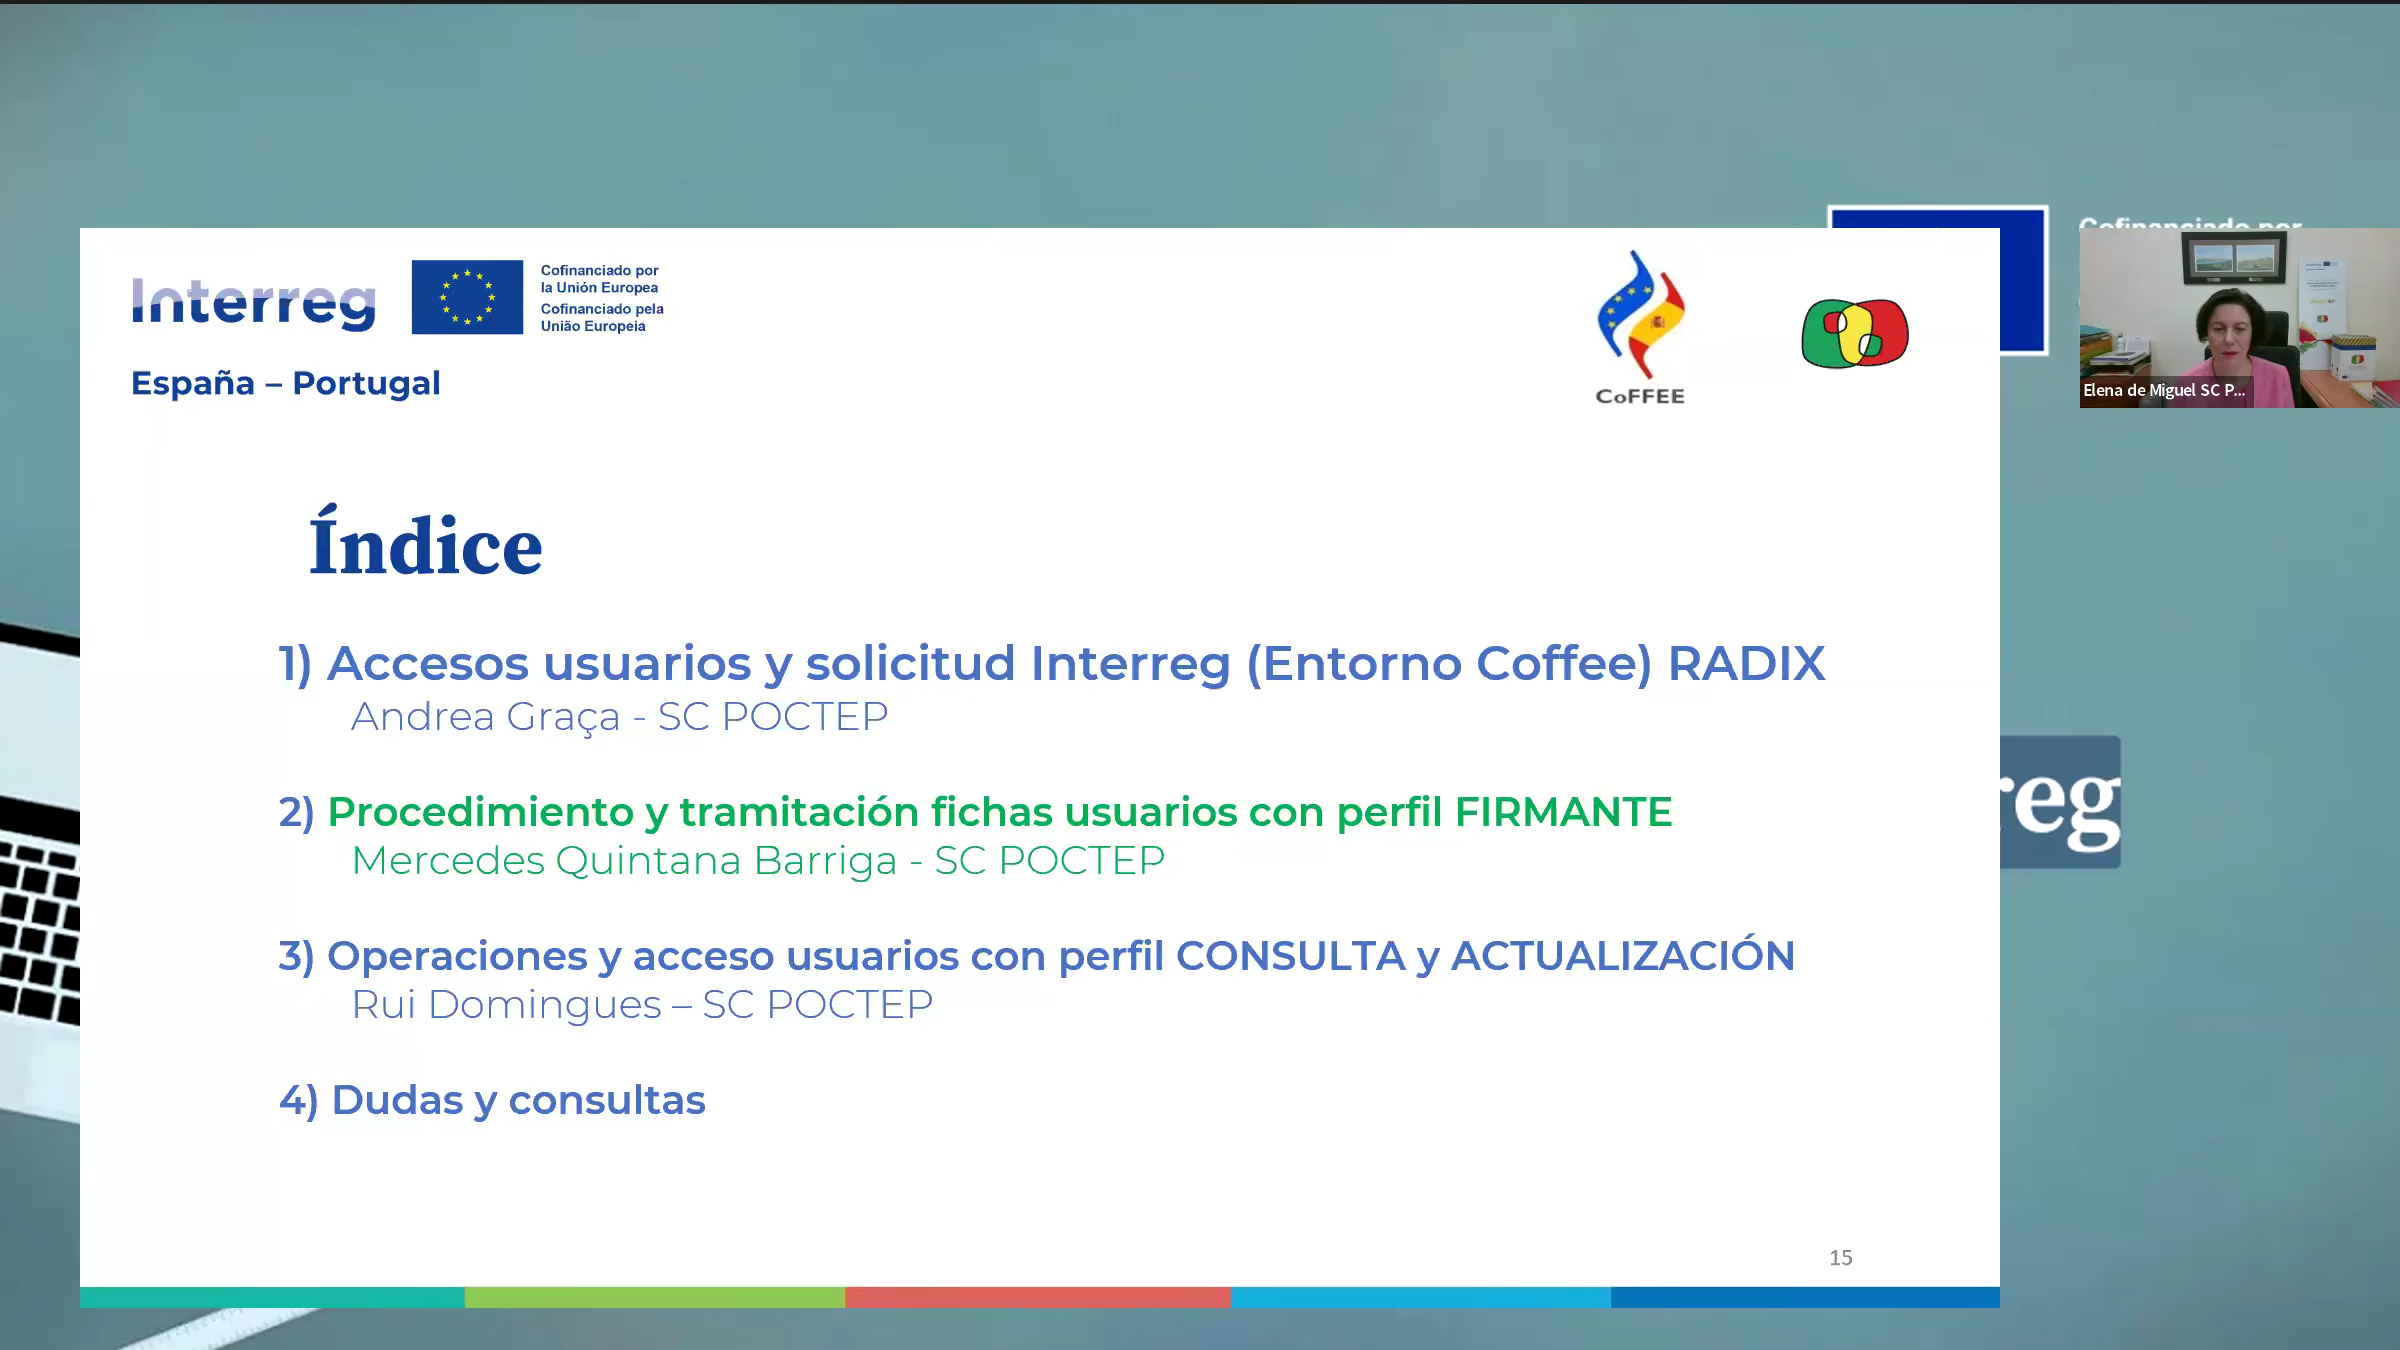 Cofinanciado por
Interreg
Cofinanciado por
la Unión Europea
Cofinanciado pela
União Europeia
España – Portugal
CoFFEE
Elena de Miguel SC P...
Índice
1) Accesos usuarios y solicitud Interreg (Entorno Coffee) RADIX
Andrea Graça - SC POCTEP
2) Procedimiento y tramitación fichas usuarios con perfil FIRMANTE
Mercedes Quintana Barriga - SC POCTEP
reg
3) Operaciones y acceso usuarios con perfil CONSULTA y ACTUALIZACIÓN
Rui Domingues – SC POCTEP
4) Dudas y consultas
15